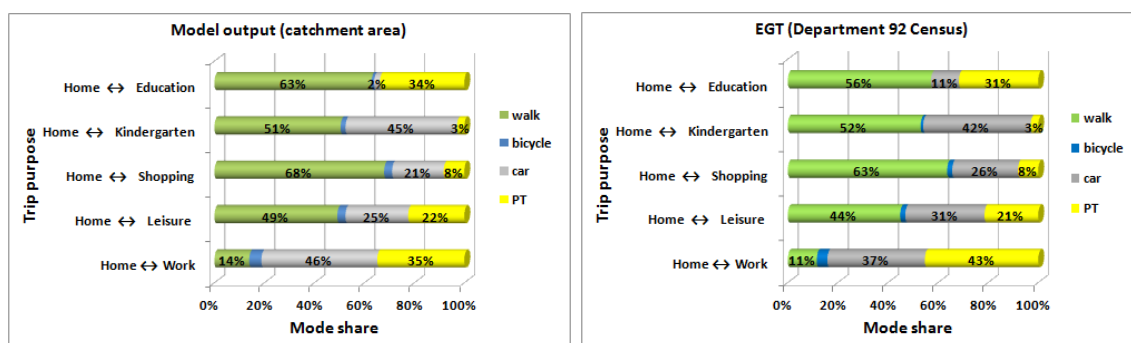 Model output (catchment area)
Trip purpose
Home ↔ Education
63%
2%
34%
Home ↔ Kindergarten
51%
45%
3%
Home ↔ Shopping
68%
21%
8%
Home ↔ Leisure
49%
25%
22%
Home ↔ Work
14%
46%
35%
0%
20%
40%
60%
80%
100%
Mode share
walk
bicycle
car
PT
EGT (Department 92 Census)
Trip purpose
Home ↔ Education
56%
11%
31%
Home ↔ Kindergarten
52%
42%
3%
Home ↔ Shopping
63%
26%
8%
Home ↔ Leisure
44%
31%
21%
Home ↔ Work
11%
37%
43%
0%
20%
40%
60%
80%
100%
Mode share
walk
bicycle
car
PT